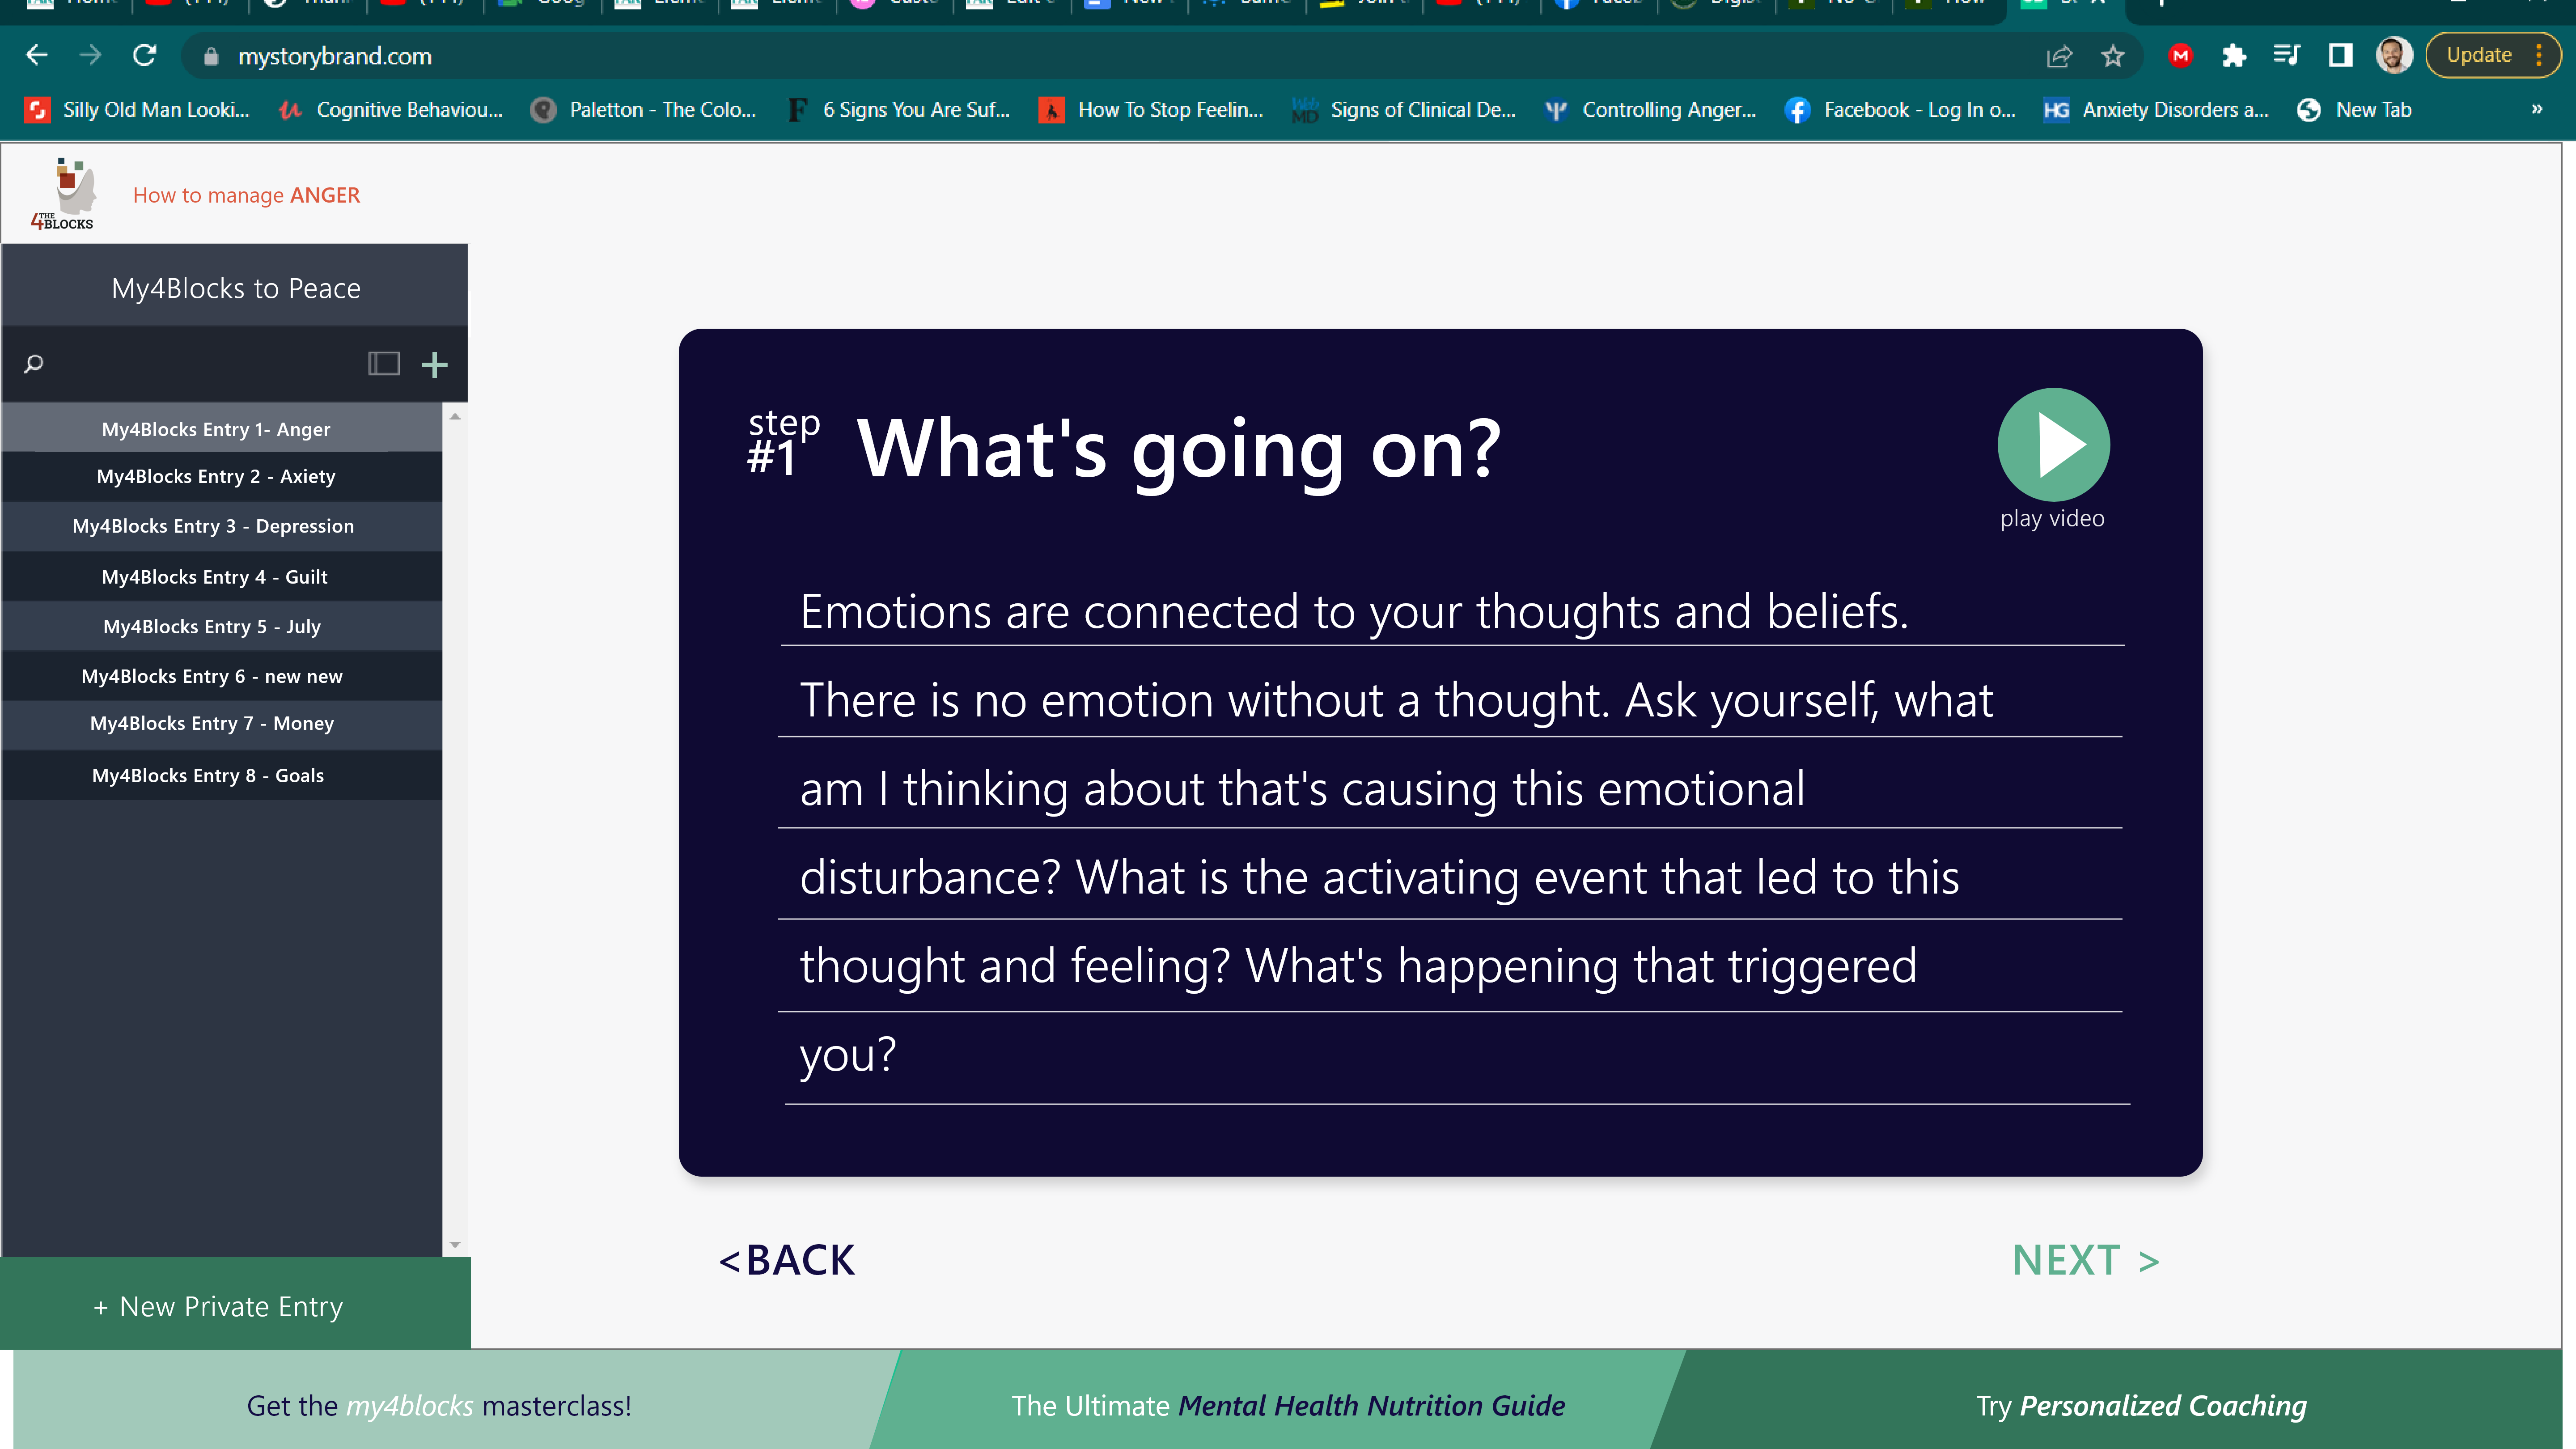 mystorybrand.com
Update
Silly Old Man Looki...
Cognitive Behaviou...
Paletton - The Colo...
6 Signs You Are Suf...
How To Stop Feelin...
Signs of Clinical De...
Controlling Anger...
Facebook - Log In o...
Anxiety Disorders a...
New Tab
4 THE BLOCKS
How to manage ANGER
My4Blocks to Peace
My4Blocks Entry 1- Anger
My4Blocks Entry 2 - Axiety
My4Blocks Entry 3 - Depression
My4Blocks Entry 4 - Guilt
My4Blocks Entry 5 - July
My4Blocks Entry 6 - new new
My4Blocks Entry 7 - Money
My4Blocks Entry 8 - Goals
+ New Private Entry
step
#1
What's going on?
play video
Emotions are connected to your thoughts and beliefs.
There is no emotion without a thought. Ask yourself, what
am I thinking about that's causing this emotional
disturbance? What is the activating event that led to this
thought and feeling? What's happening that triggered
you?
<BACK
NEXT >
Get the my4blocks masterclass!
The Ultimate Mental Health Nutrition Guide
Try Personalized Coaching